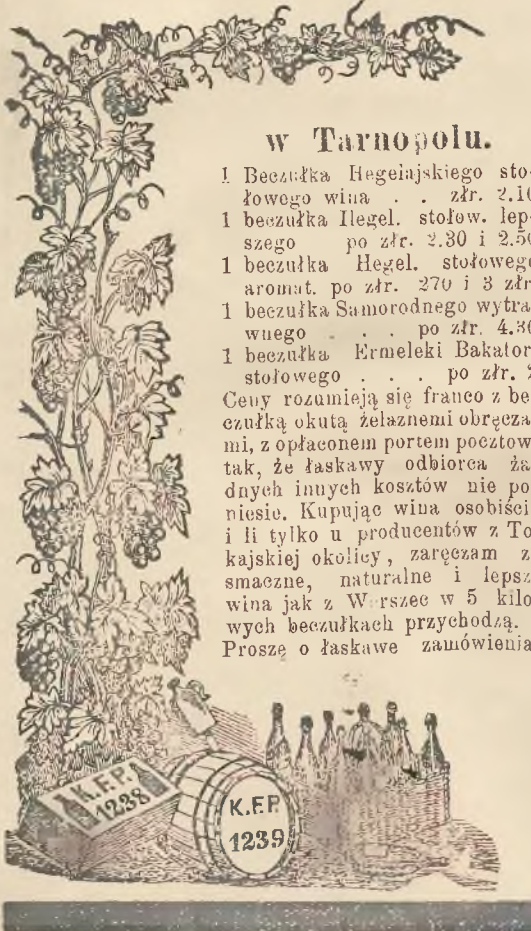 w Tarnopolu.
1 Beczułka Hegelajskiego sto-
łowego wina . . złr. 2.10
1 beczułka Hegel. stołow. lep-
szego po złr. 2.30 i 2.50
1 beczułka Hegel. stołowego
aromat. po złr. 270 i 3 złr.
1 beczułka Samorodnego wytra-
wnego . . . po złr. 4.30
1 beczułka Ermeleki Bakator
stołowego . . . po złr. 2
Ceny rozumieją się franco z be
czułką okutą żelaznemi obręcza
mi, z opłaconem portem pocztow
tak, że łaskawy odbiorca ża
dnych innych kosztów nie po
niesie. Kupując wina osobiści
i li tylko u producentów z To
kajskiej okolicy, zaręczam z
smaczne, naturalne i lepsz
wina jak z W rszec w 5 kilo
wych beczułkach przychodzą.
Proszę o łaskawe zamówienia
K.F.P.
1238
K.F.P.
1239